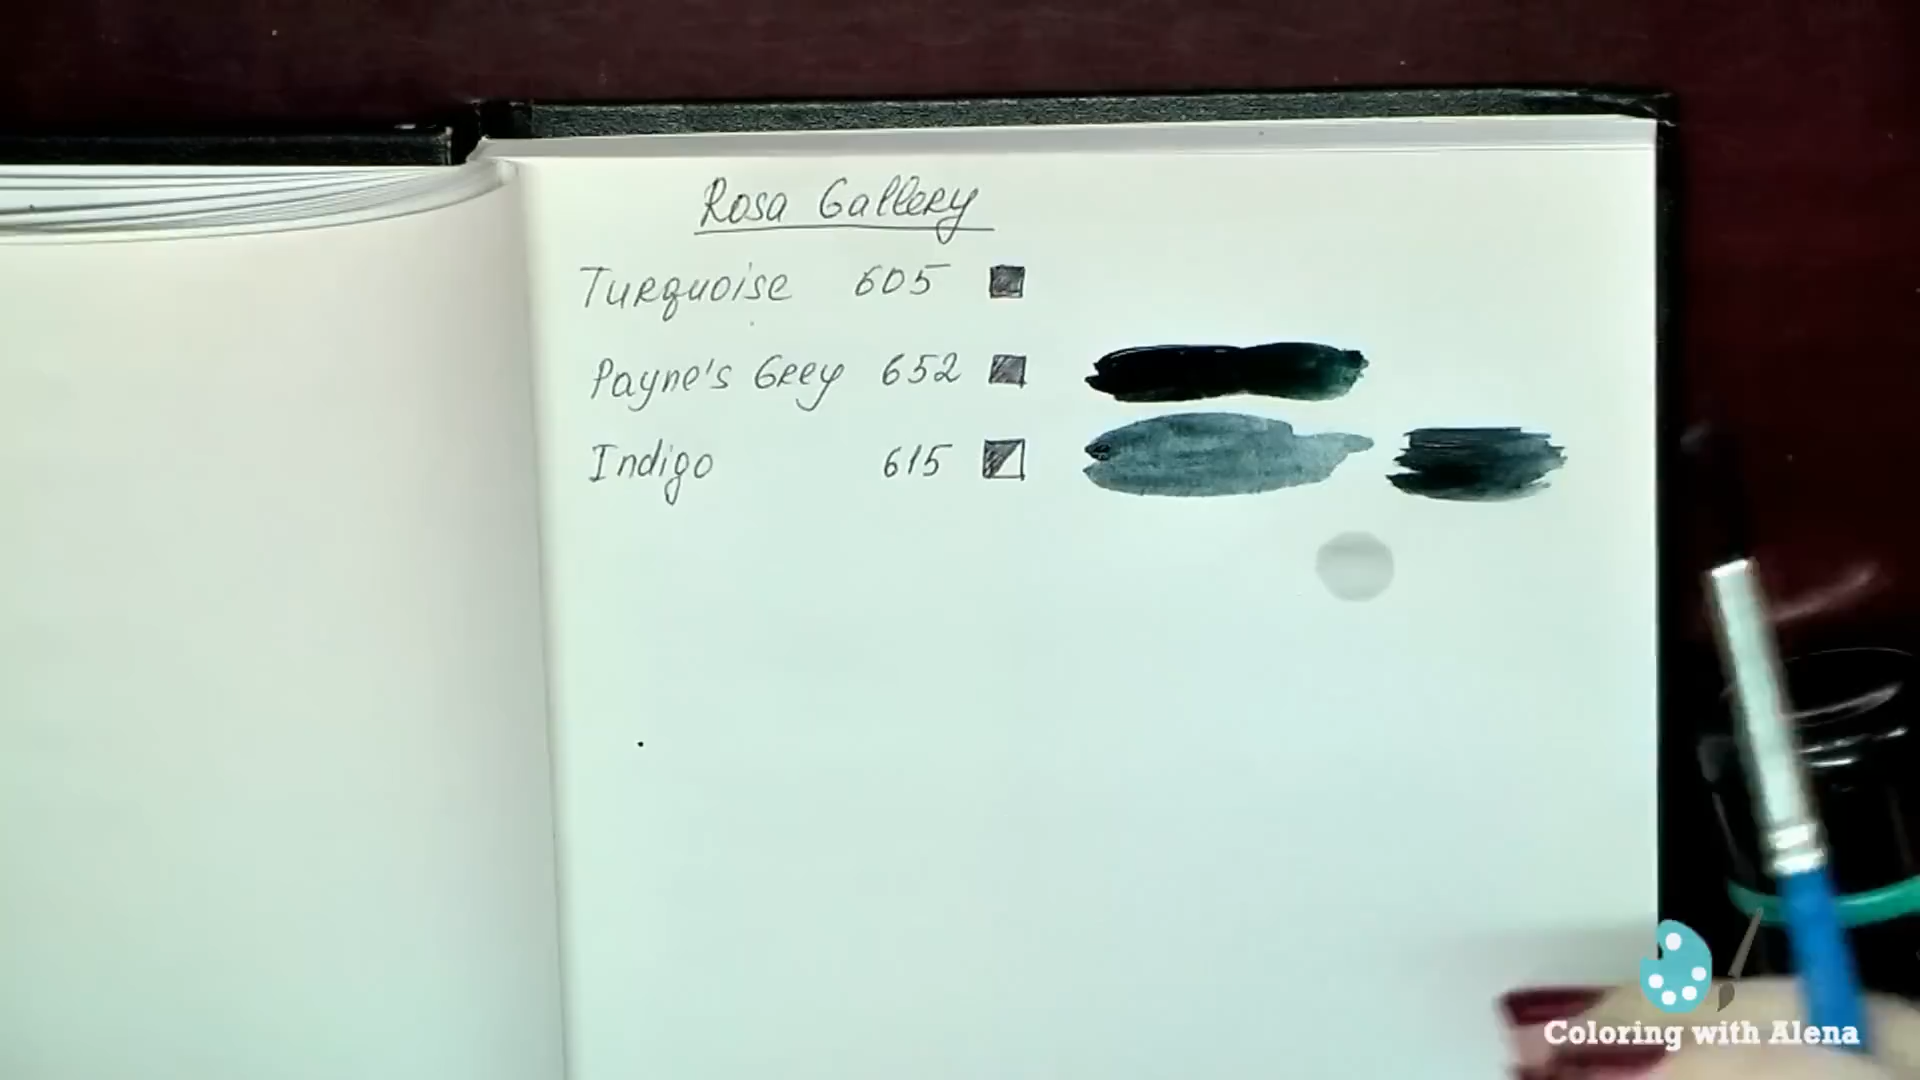 Rosa Gallery
Turquoise 605
Payne's Grey 652
Indigo 615
Coloring with Alena